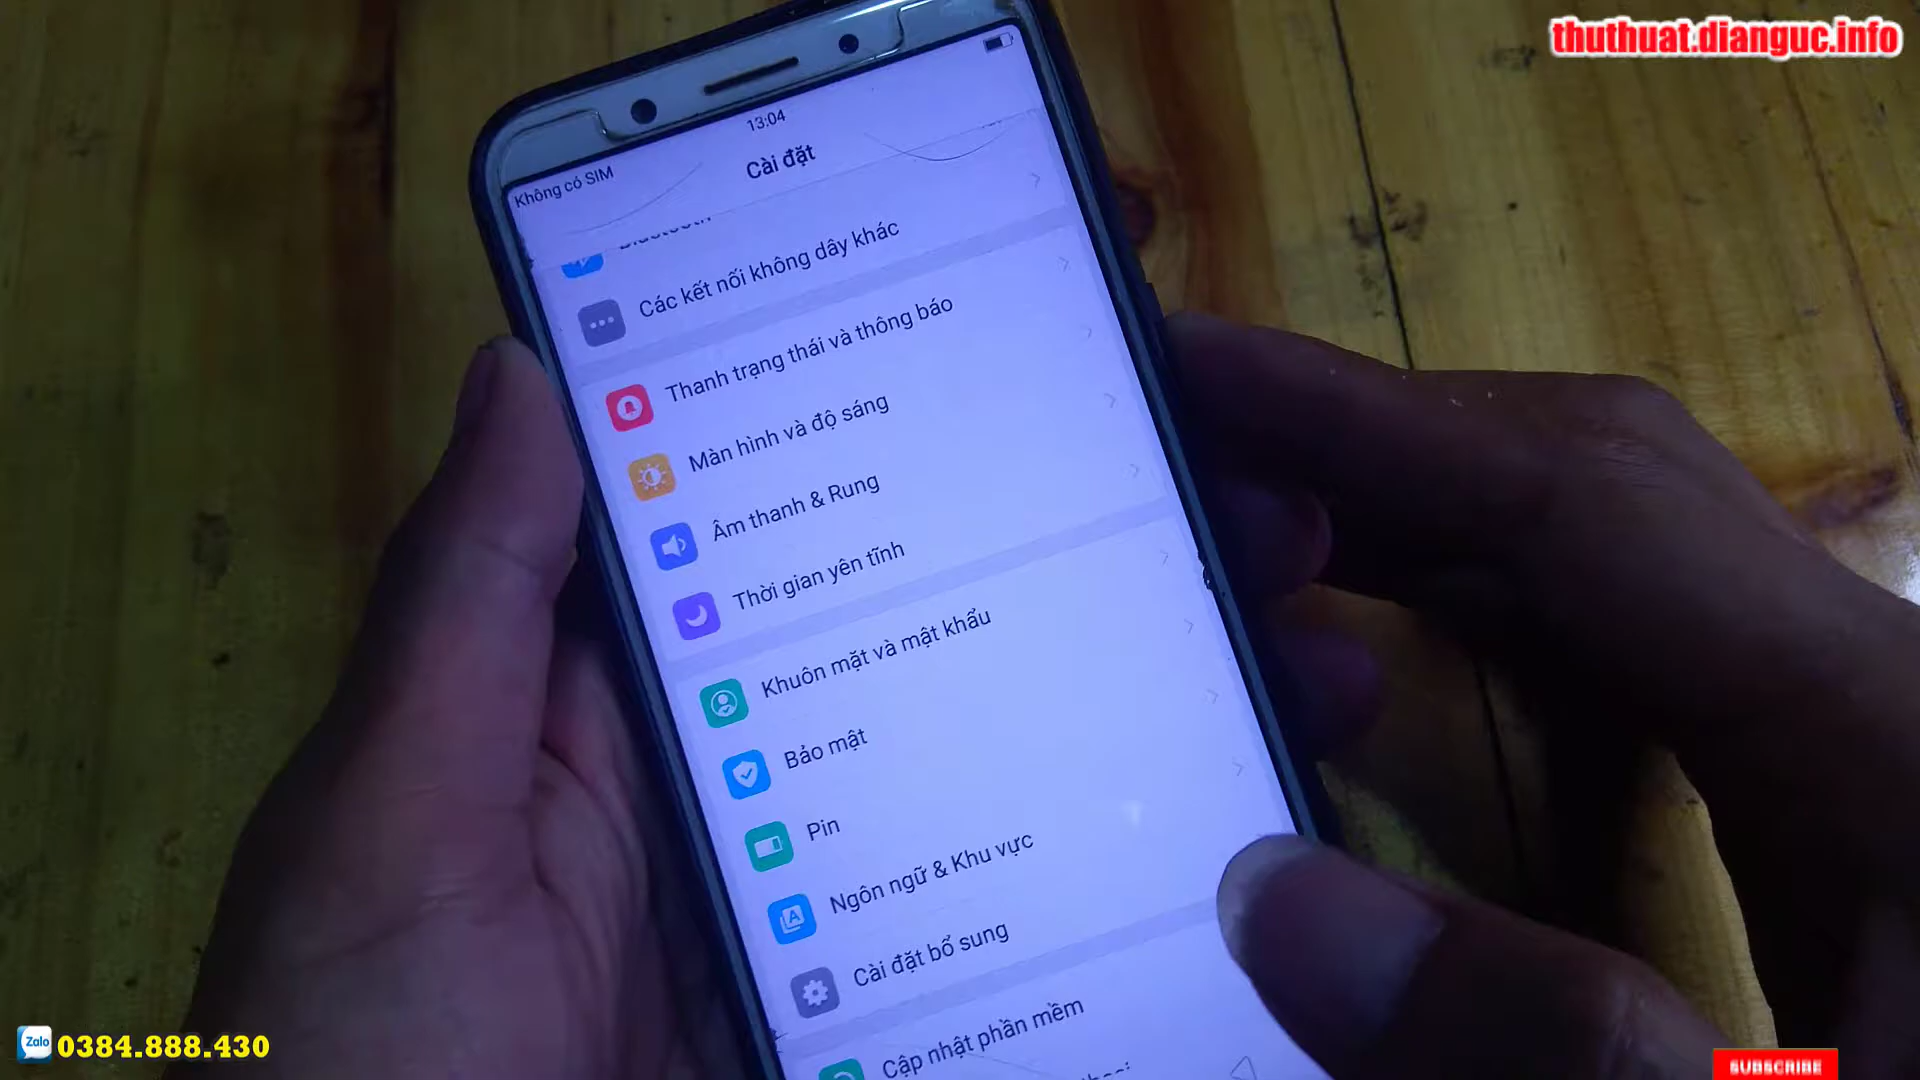 thuthuat.dianguc.info
13:04
Không có SIM
Cài đặt
Bluetooth
Các kết nối không dây khác
Thanh trạng thái và thông báo
Màn hình và độ sáng
Âm thanh & Rung
Thời gian yên tĩnh
Khuôn mặt và mật khẩu
Bảo mật
Pin
Ngôn ngữ & Khu vực
Cài đặt bổ sung
Cập nhật phần mềm
Zalo 0384.888.430
SUBSCRIBE